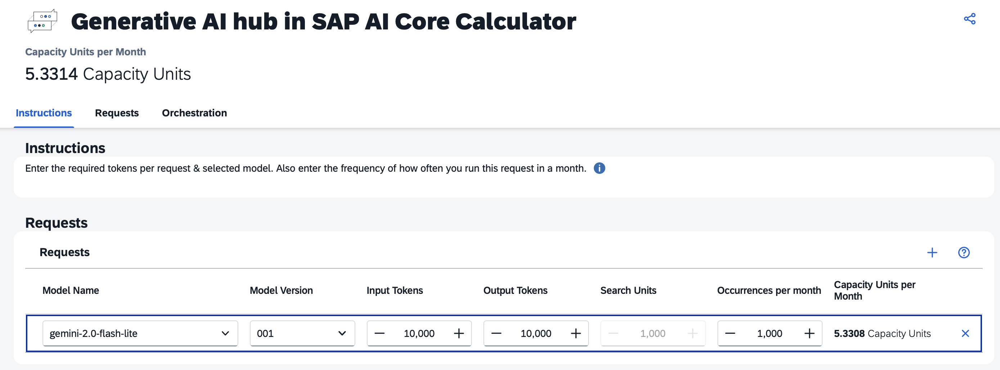 Generative AI hub in SAP AI Core Calculator
Capacity Units per Month
5.3314 Capacity Units
Instructions Requests Orchestration
Instructions
Enter the required tokens per request & selected model. Also enter the frequency of how often you run this request in a month.
Requests
Requests
Model Name Model Version Input Tokens Output Tokens Search Units Occurrences per month Capacity Units per Month
gemini-2.0-flash-lite 001 10,000 10,000 1,000 1,000 5.3308 Capacity Units